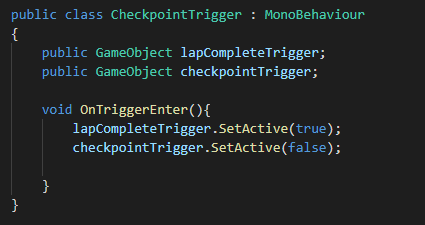 public class CheckpointTrigger : MonoBehaviour
{
    public GameObject lapCompleteTrigger;
    public GameObject checkpointTrigger;

    void OnTriggerEnter(){
        lapCompleteTrigger.SetActive(true);
        checkpointTrigger.SetActive(false);

    }
}